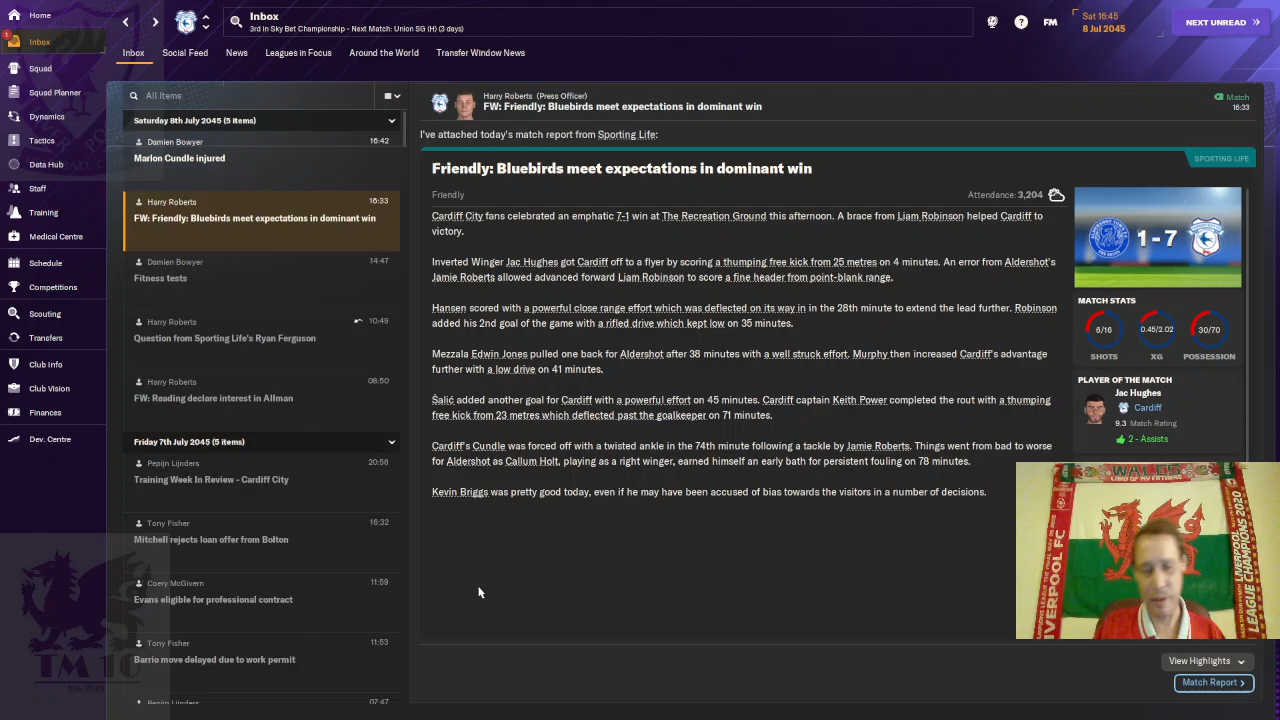 Home
Inbox
1
Inbox
3rd in Sky Bet Championship - Next Match: Union SG (H) (3 days)
?
FM
Sat 16:45
8 Jul 2045
NEXT UNREAD
Squad
Squad Planner
Dynamics
Tactics
Data Hub
Staff
Training
Medical Centre
Schedule
Competitions
Scouting
Transfers
Club Info
Club Vision
Finances
Dev. Centre
TM 10
Inbox
Social Feed
News
Leagues in Focus
Around the World
Transfer Window News
All Items
Saturday 8th July 2045 (5 Items)
Damien Bowyer 16:42
Marlon Cundle injured
Harry Roberts 16:33
FW: Friendly: Bluebirds meet expectations in dominant win
Damien Bowyer 14:47
Fitness tests
Harry Roberts 10:49
Question from Sporting Life's Ryan Ferguson
Harry Roberts 08:50
FW: Reading declare interest in Allman
Friday 7th July 2045 (5 Items)
Pepijn Lijnders 20:56
Training Week In Review - Cardiff City
Tony Fisher 16:32
Mitchell rejects loan offer from Bolton
Coery McGivern 11:59
Evans eligible for professional contract
Tony Fisher 11:53
Barrio move delayed due to work permit
Pepijn Lijnders 07:47
Harry Roberts (Press Officer)
FW: Friendly: Bluebirds meet expectations in dominant win
Match
16:33
I've attached today's match report from Sporting Life:
SPORTING LIFE
Friendly: Bluebirds meet expectations in dominant win
Friendly
Attendance: 3,204
Cardiff City fans celebrated an emphatic 7-1 win at The Recreation Ground this afternoon. A brace from Liam Robinson helped Cardiff to
victory.
Inverted Winger Jac Hughes got Cardiff off to a flyer by scoring a thumping free kick from 25 metres on 4 minutes. An error from Aldershot's
Jamie Roberts allowed advanced forward Liam Robinson to score a fine header from point-blank range.
Hansen scored with a powerful close range effort which was deflected on its way in in the 28th minute to extend the lead further. Robinson
added his 2nd goal of the game with a rifled drive which kept low on 35 minutes.
Mezzala Edwin Jones pulled one back for Aldershot after 38 minutes with a well struck effort. Murphy then increased Cardiff's advantage
further with a low drive on 41 minutes.
Šalić added another goal for Cardiff with a powerful effort on 45 minutes. Cardiff captain Keith Power completed the rout with a thumping
free kick from 23 metres which deflected past the goalkeeper on 71 minutes.
Cardiff's Cundle was forced off with a twisted ankle in the 74th minute following a tackle by Jamie Roberts. Things went from bad to worse
for Aldershot as Callum Holt, playing as a right winger, earned himself an early bath for persistent fouling on 78 minutes.
Kevin Briggs was pretty good today, even if he may have been accused of bias towards the visitors in a number of decisions.
1 - 7
MATCH STATS
6/16
0.45/2.02
30/70
SHOTS
XG
POSSESSION
PLAYER OF THE MATCH
Jac Hughes
Cardiff
9.3 Match Rating
2 - Assists
WALES
LAND OF MY FATHERS
LIVERPOOL FC
LIVERPOOL
LEAGUE CHAMPIONS 2020
View Highlights
Match Report